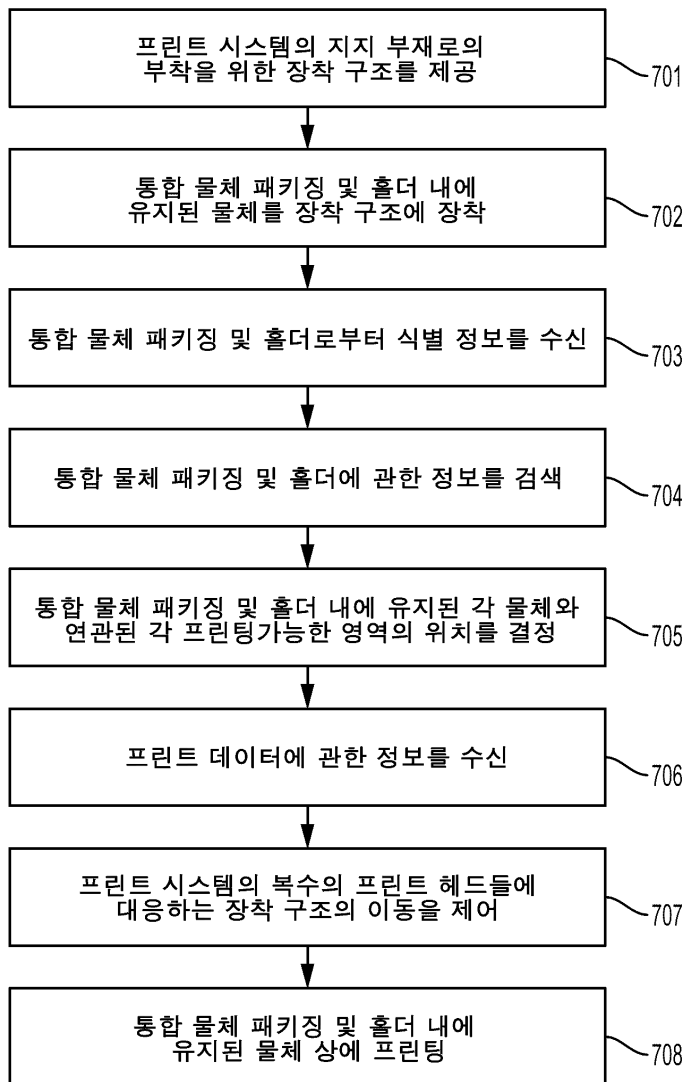 프린트 시스템의 지지 부재로의
부착을 위한 장착 구조를 제공
701
통합 물체 패키징 및 홀더 내에
유지된 물체를 장착 구조에 장착
702
통합 물체 패키징 및 홀더로부터 식별 정보를 수신
703
통합 물체 패키징 및 홀더에 관한 정보를 검색
704
통합 물체 패키징 및 홀더 내에 유지된 각 물체와
연관된 각 프린팅가능한 영역의 위치를 결정
705
프린트 데이터에 관한 정보를 수신
706
프린트 시스템의 복수의 프린트 헤드들에
대응하는 장착 구조의 이동을 제어
707
통합 물체 패키징 및 홀더 내에
유지된 물체 상에 프린팅
708